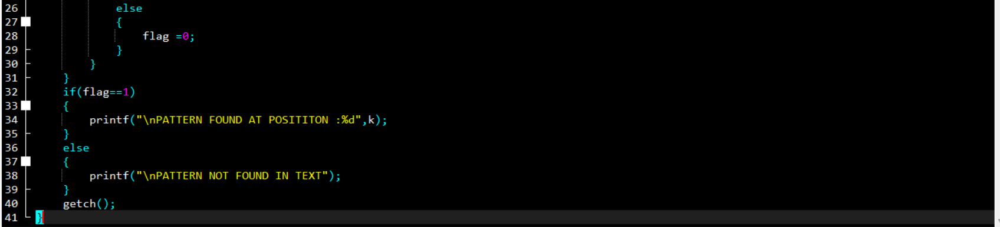 26 else
27 {
28 flag =0;
29 }
30 }
31 }
32 if(flag==1)
33 {
34 printf("\nPATTERN FOUND AT POSITITON :%d",k);
35 }
36 else
37 {
38 printf("\nPATTERN NOT FOUND IN TEXT");
39 }
40 getch();
41 }